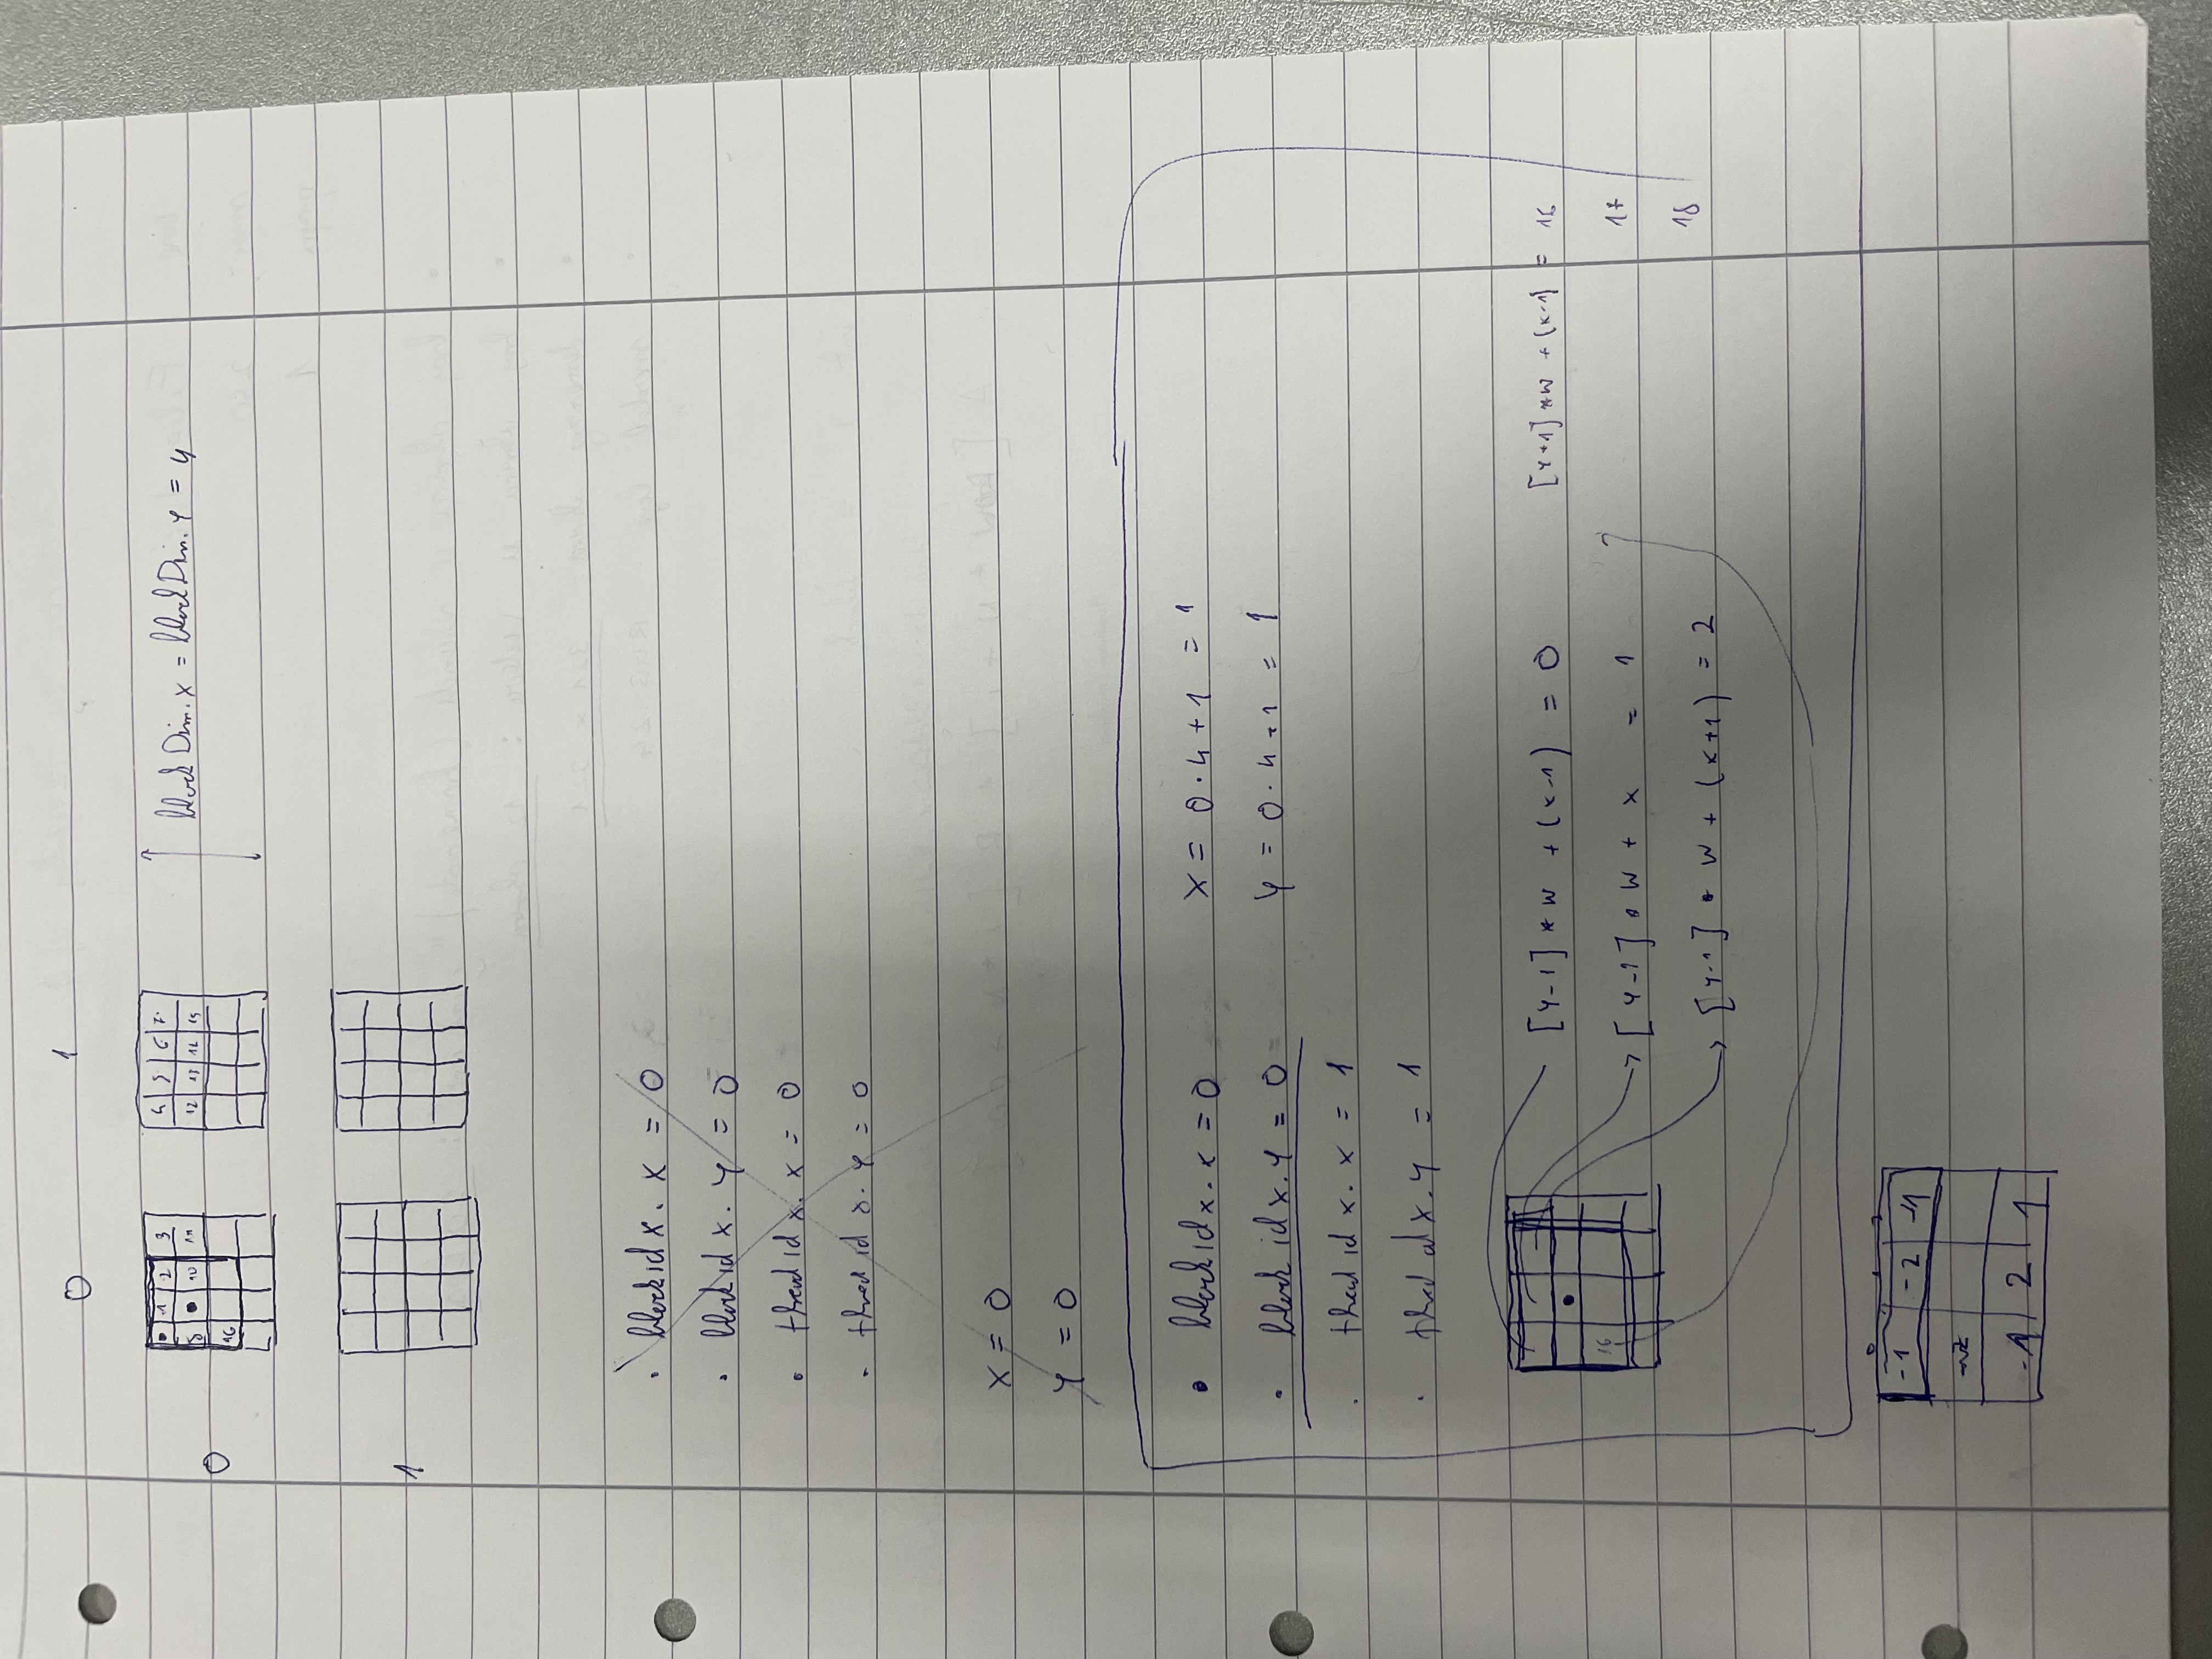 0 1
0
• 1 2 3
8 • 10 11
16
4 5 6 7
12 13 14 15
blockDim.x = blockDim.y = 4
1
• blockidx.x = 0
• blockidx.y = 0
• threadidx.x = 0
• threadidx.y = 0
x = 0
y = 0
• blockidx.x = 0 x = 0·4+1 = 1
• blockidx.y = 0 y = 0·4+1 = 1
• thread idx.x = 1
• thread idx.y = 1
[y-1] * w + (x-1) = 0 [y+1] * w + (x-1) = 16
16 [y-1] * w + x = 1 17
[y-1] * w + (x+1) = 2 18
0 1 2
-1 -2 -1
-1 2 1